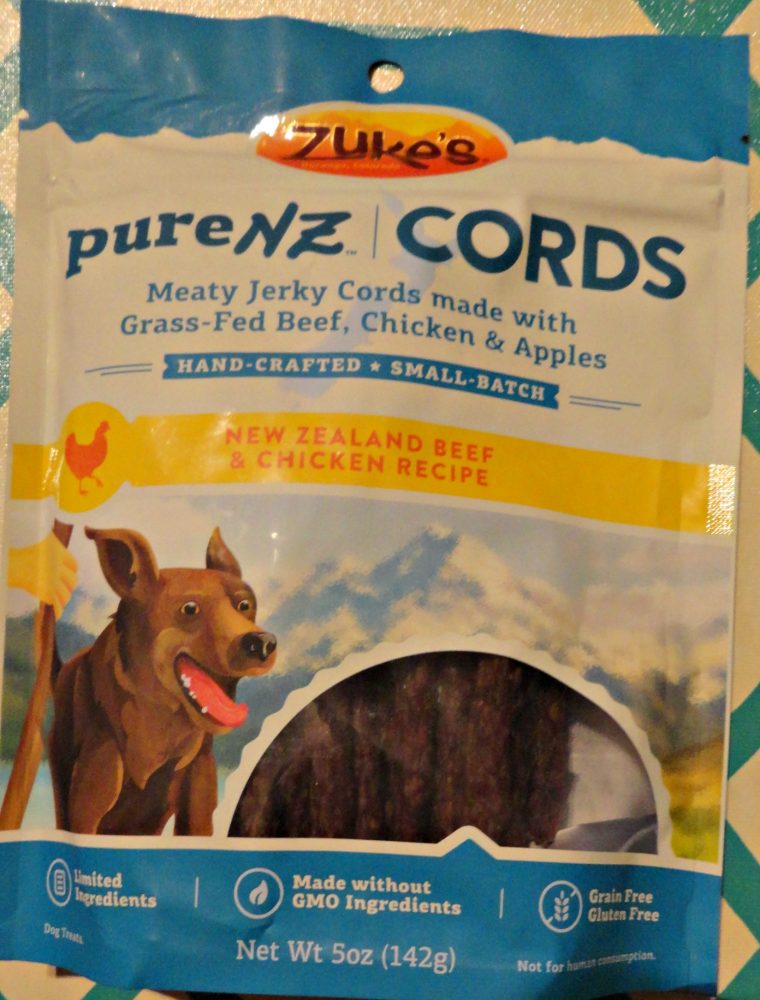 Zuke's
pureNZ™ | CORDS
Meaty Jerky Cords made with
Grass-Fed Beef, Chicken & Apples
HAND-CRAFTED ★ SMALL-BATCH
NEW ZEALAND BEEF
& CHICKEN RECIPE
Limited
Ingredients
Made without
GMO Ingredients
Grain Free
Gluten Free
Dog Treats
Net Wt 5oz (142g)
Not for human consumption.